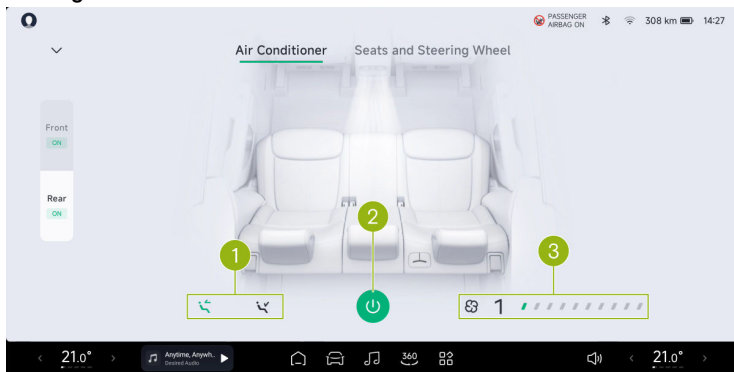 PASSENGER
AIRBAG ON
308 km
14:27
Air Conditioner
Seats and Steering Wheel
Front
ON
Rear
ON
2
1
3
1
21.0°
Anytime, Anywh..
Desired Audio
360
21.0°